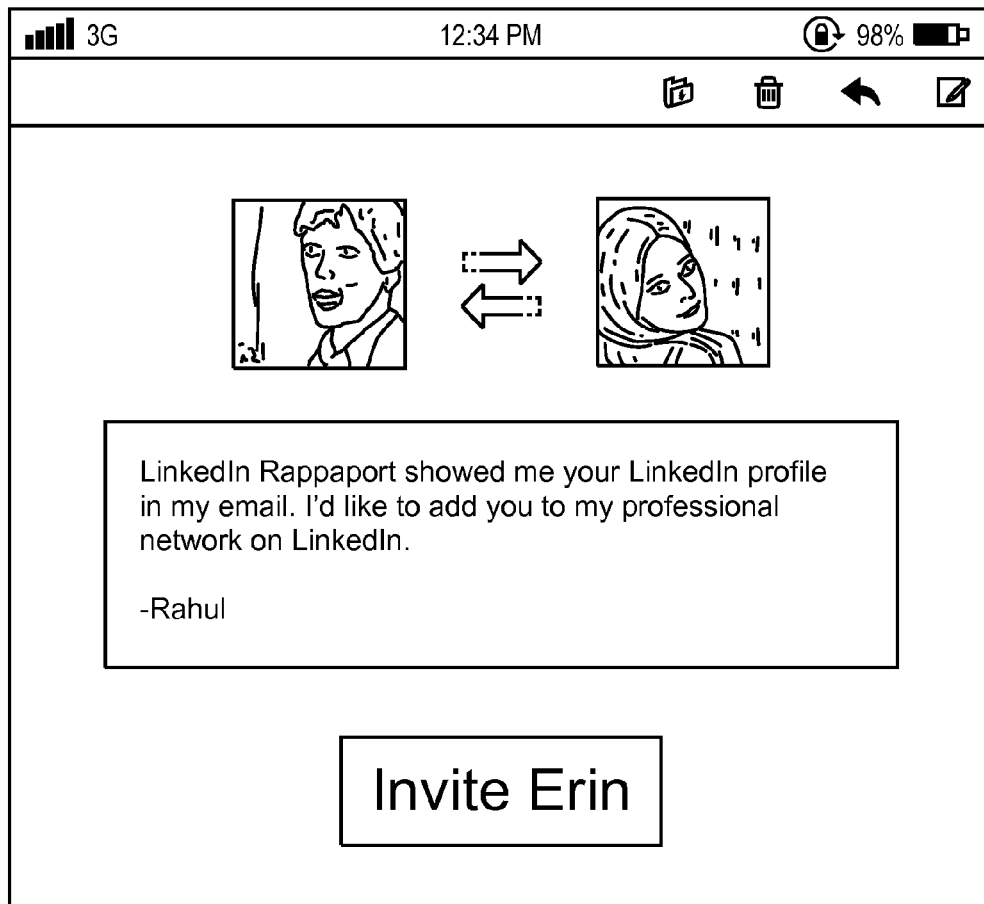 3G 12:34 PM 98%
LinkedIn Rappaport showed me your LinkedIn profile
in my email. I’d like to add you to my professional
network on LinkedIn.
-Rahul
Invite Erin